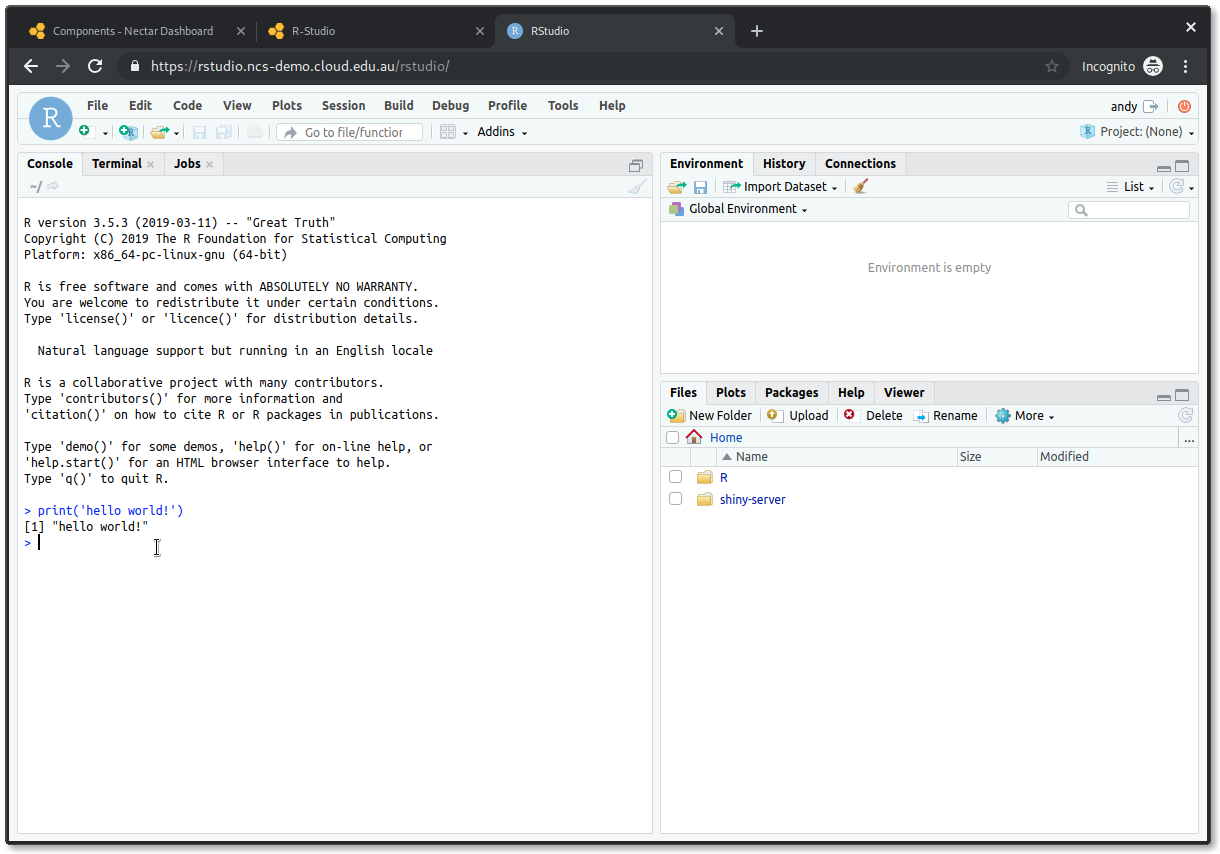 Components - Nectar Dashboard
R-Studio
R RStudio
https://rstudio.ncs-demo.cloud.edu.au/rstudio/
Incognito
R
File Edit Code View Plots Session Build Debug Profile Tools Help
andy
Go to file/function
Addins
R Project: (None)
Console Terminal Jobs
~/
R version 3.5.3 (2019-03-11) -- "Great Truth"
Copyright (C) 2019 The R Foundation for Statistical Computing
Platform: x86_64-pc-linux-gnu (64-bit)
R is free software and comes with ABSOLUTELY NO WARRANTY.
You are welcome to redistribute it under certain conditions.
Type 'license()' or 'licence()' for distribution details.
Natural language support but running in an English locale
R is a collaborative project with many contributors.
Type 'contributors()' for more information and
'citation()' on how to cite R or R packages in publications.
Type 'demo()' for some demos, 'help()' for on-line help, or
'help.start()' for an HTML browser interface to help.
Type 'q()' to quit R.
> print('hello world!')
[1] "hello world!"
>
Environment History Connections
Import Dataset
List
Global Environment
Environment is empty
Files Plots Packages Help Viewer
New Folder Upload Delete Rename More
Home
...
Name Size Modified
R
shiny-server